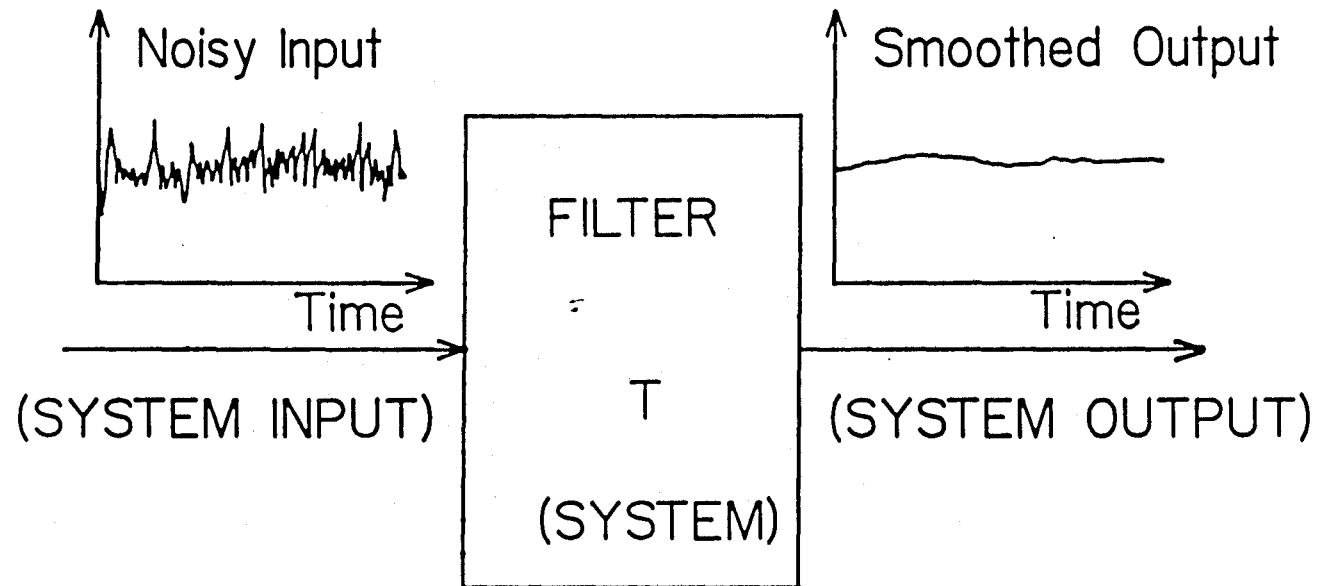 Noisy Input
Smoothed Output
FILTER
Time
Time
T
(SYSTEM INPUT)
(SYSTEM OUTPUT)
(SYSTEM)